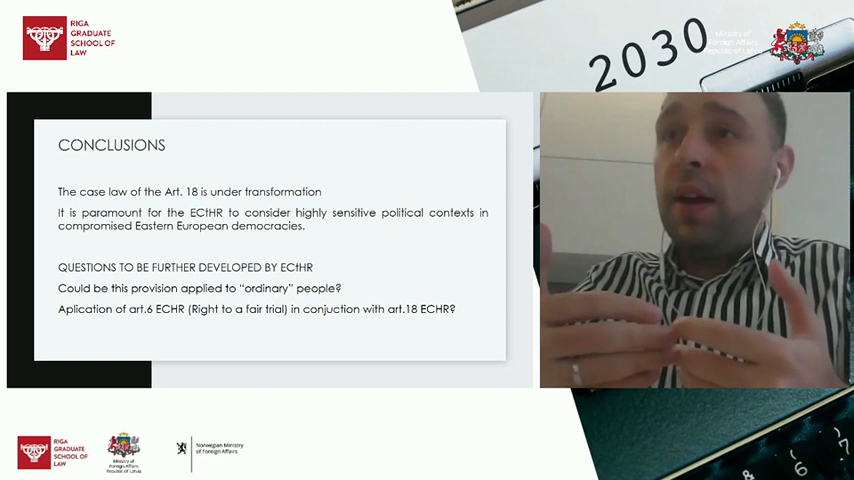 RIGA
GRADUATE
SCHOOL OF
LAW
2030
Ministry of
Foreign Affairs
Republic of Latvia
CONCLUSIONS
The case law of the Art. 18 is under transformation
It is paramount for the ECtHR to consider highly sensitive political contexts in
compromised Eastern European democracies.
QUESTIONS TO BE FURTHER DEVELOPED BY ECtHR
Could be this provision applied to “ordinary” people?
Aplication of art.6 ECHR (Right to a fair trial) in conjuction with art.18 ECHR?
RIGA
GRADUATE
SCHOOL OF
LAW
Ministry of
Foreign Affairs
Republic of Latvia
Norwegian Ministry
of Foreign Affairs
&
6
7